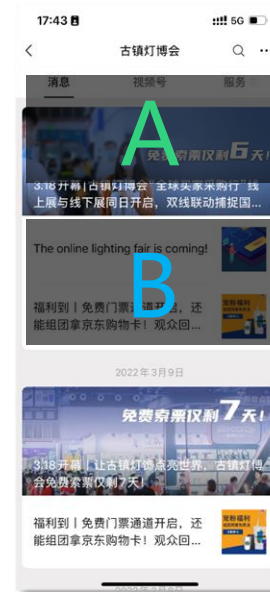 17:43
5G
古镇灯博会
消息 视频号 服务
A
免费索票仅剩6天!
3.18开幕|古镇灯博会“全球买家采购行”线
上展与线下展同日开启,双线联动捕捉国...
The online lighting fair is coming!
B
福利到|免费门票通道开启,还
能组团拿京东购物卡!观众回...
2022年3月9日
免费索票仅剩7天!
3.18开幕|让古镇灯饰点亮世界,古镇灯博
会免费索票仅剩7天!
福利到|免费门票通道开启,还
能组团拿京东购物卡!观众回...